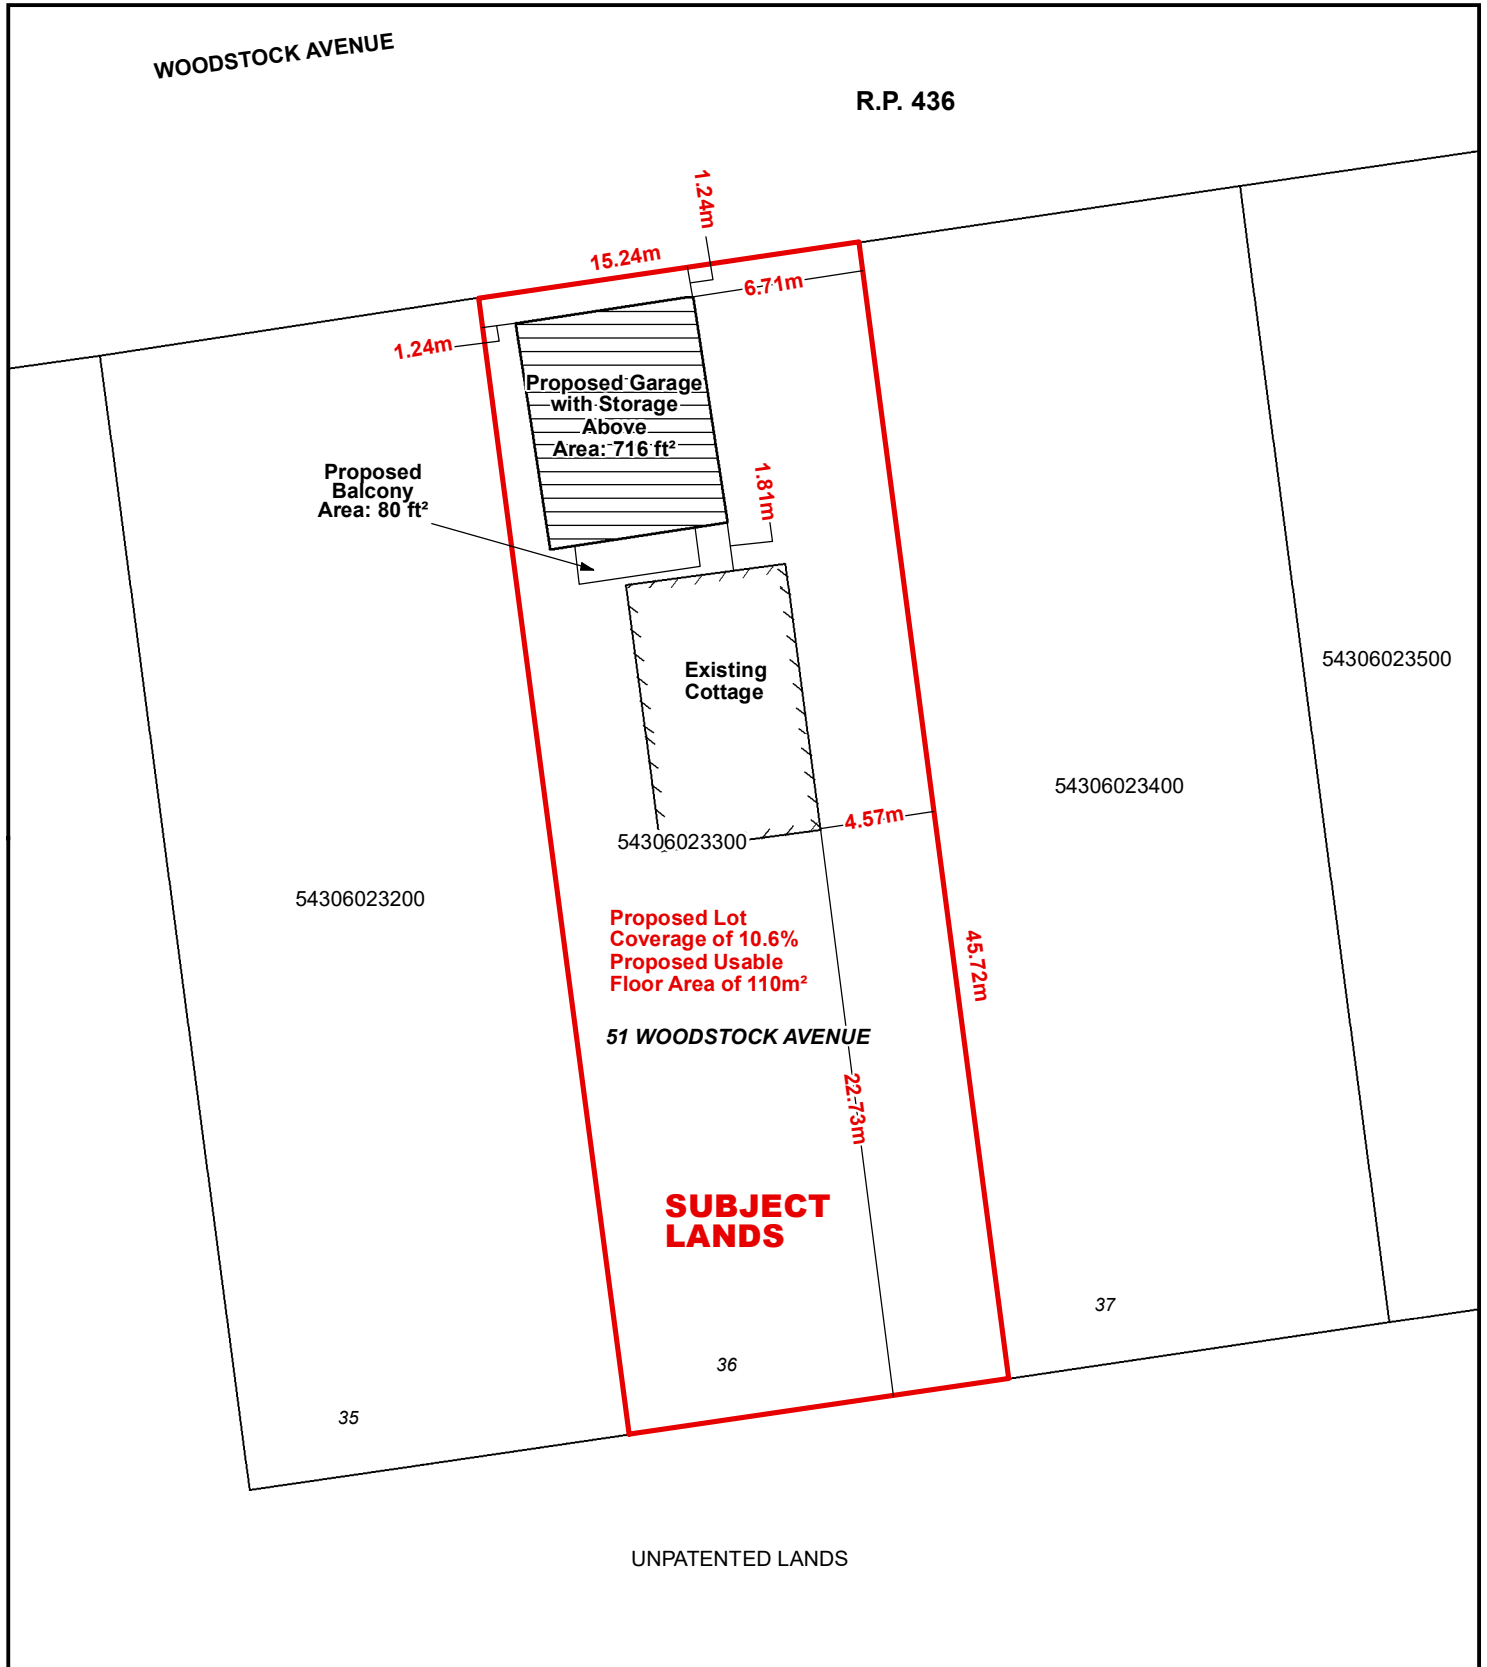 WOODSTOCK AVENUE
R.P. 436
1.24m
15.24m
6.71m
1.24m
Proposed Garage
with Storage
Above
Area: 716 ft²
Proposed
Balcony
Area: 80 ft²
1.81m
Existing
Cottage
54306023500
54306023400
4.57m
54306023300
54306023200
Proposed Lot
Coverage of 10.6%
Proposed Usable
Floor Area of 110m²
45.72m
51 WOODSTOCK AVENUE
22.73m
SUBJECT
LANDS
37
36
35
UNPATENTED LANDS